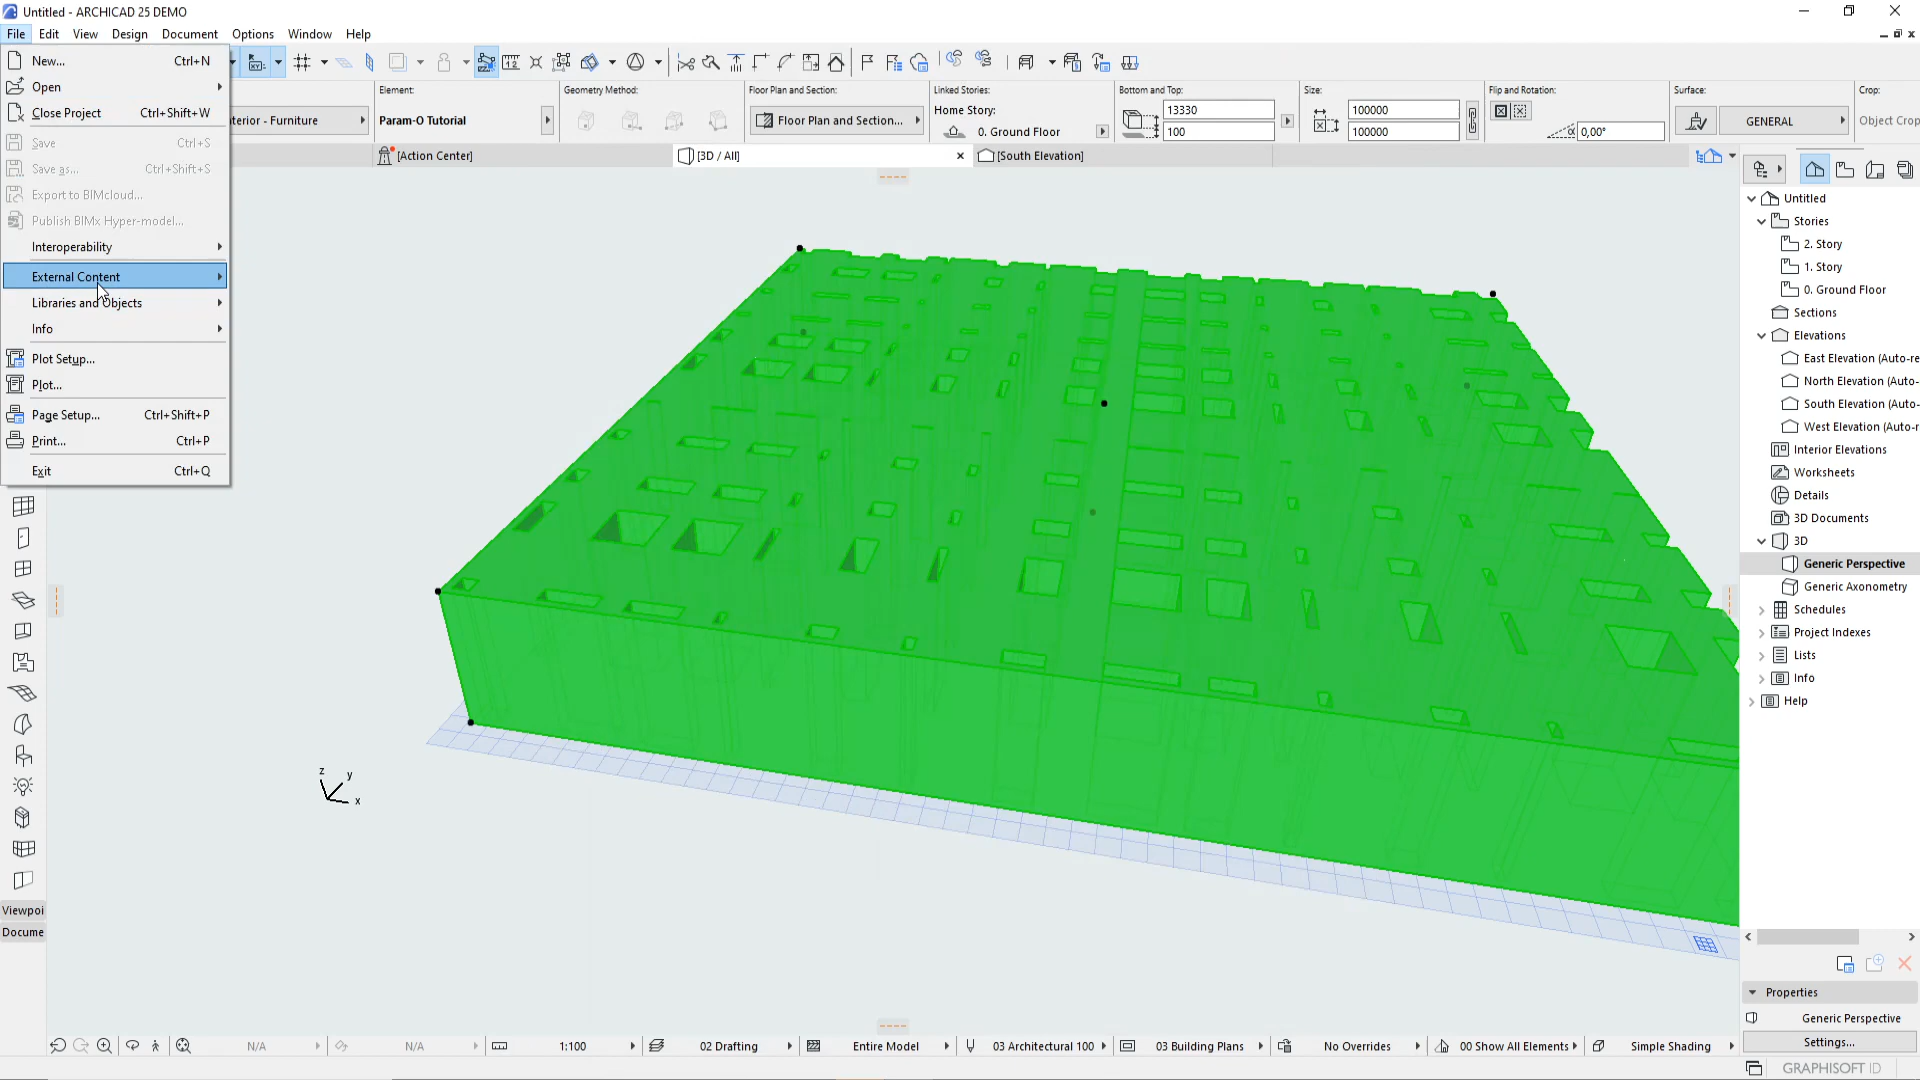 Untitled - ARCHICAD 25 DEMO
File Edit View Design Document Options Window Help
New... Ctrl+N
Open
Close Project Ctrl+Shift+W
Save Ctrl+S
Save as... Ctrl+Shift+S
Export to BIMcloud...
Publish BIMx Hyper-model...
Interoperability
External Content
Libraries and Objects
Info
Plot Setup...
Plot...
Page Setup... Ctrl+Shift+P
Print... Ctrl+P
Exit Ctrl+Q
terior - Furniture
Element:
Param-O Tutorial
Geometry Method:
Floor Plan and Section:
Floor Plan and Section...
Linked Stories:
Home Story:
0. Ground Floor
Bottom and Top:
13330
100
Size:
100000
100000
Flip and Rotation:
α 0,00°
Surface:
GENERAL
Crop:
Object Crop
[Action Center]
[3D / All]
[South Elevation]
Untitled
Stories
2. Story
1. Story
0. Ground Floor
Sections
Elevations
East Elevation (Auto-re
North Elevation (Auto-
South Elevation (Auto-
West Elevation (Auto-r
Interior Elevations
Worksheets
Details
3D Documents
3D
Generic Perspective
Generic Axonometry
Schedules
Project Indexes
Lists
Info
Help
z
y
x
Viewpoi
Docume
Properties
Generic Perspective
Settings...
N/A N/A 1:100 02 Drafting Entire Model 03 Architectural 100 03 Building Plans No Overrides 00 Show All Elements Simple Shading
GRAPHISOFT ID